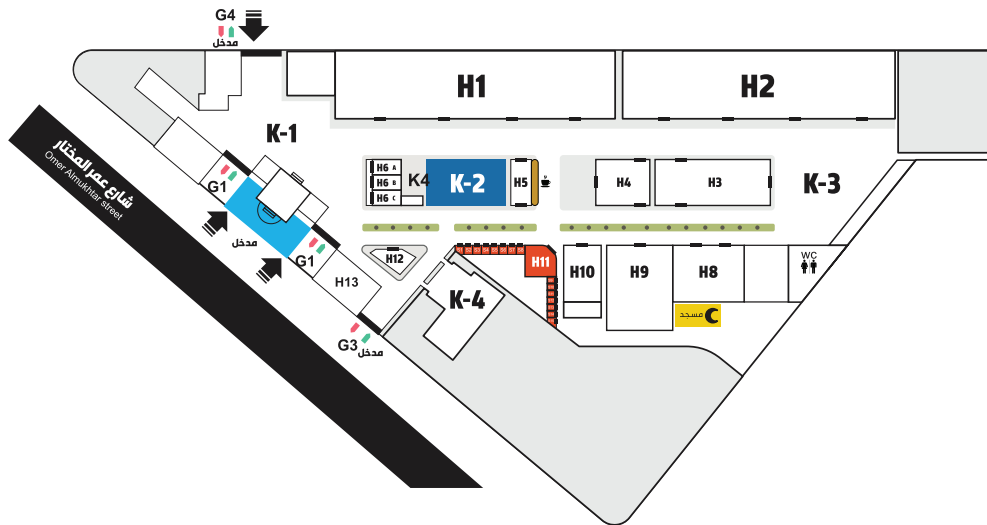 G4
مدخل
H1
H2
K-1
H6 A
H6 B
H6 C
K4
K-2
H5
H4
H3
K-3
شارع عمر المختار
Omer Almukhtar street
G1
مدخل
G1
H12
H13
K-4
H11
H10
H9
H8
WC
مسجد
G3
مدخل